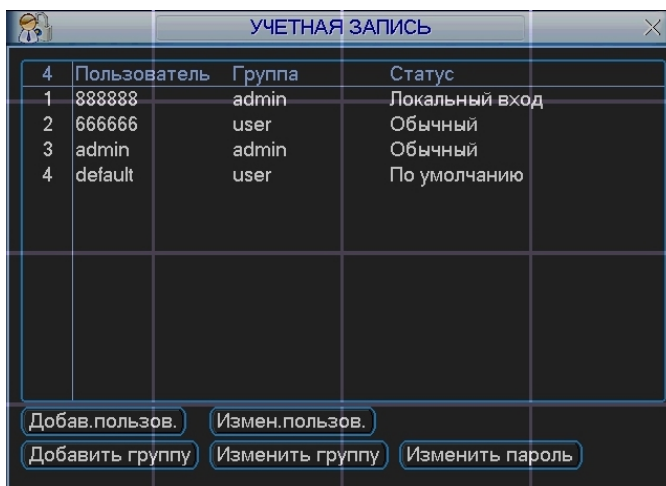 УЧЕТНАЯ ЗАПИСЬ
4 Пользователь Группа Статус
1 888888 admin Локальный вход
2 666666 user Обычный
3 admin admin Обычный
4 default user По умолчанию
Добав.пользов. Измен.пользов.
Добавить группу Изменить группу Изменить пароль